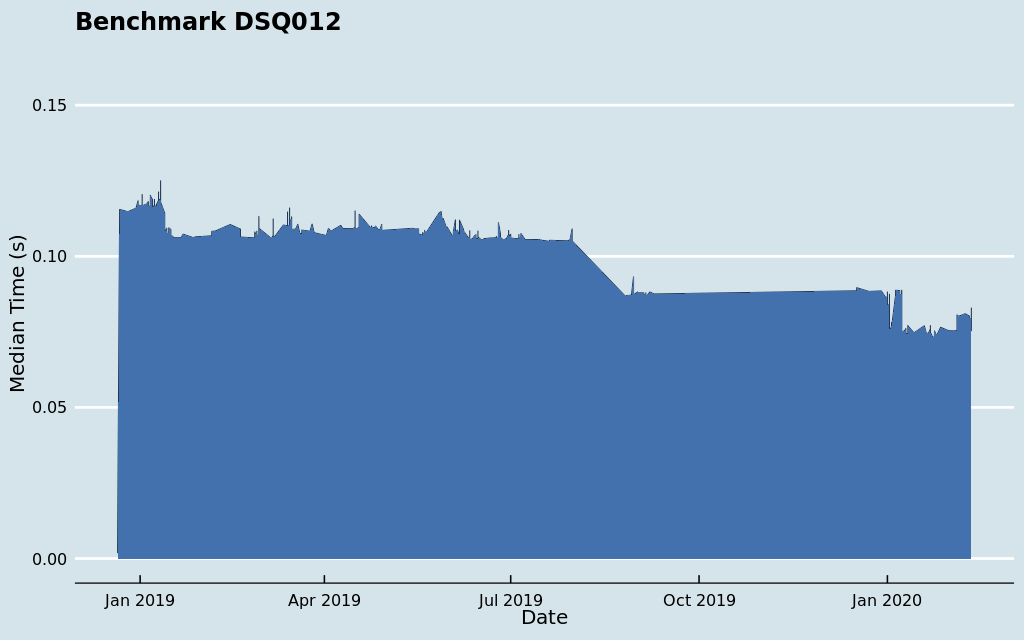 Benchmark DSQ012
0.15
0.10
0.05
0.00
Median Time (s)
Jan 2019
Apr 2019
Jul 2019
Oct 2019
Jan 2020
Date